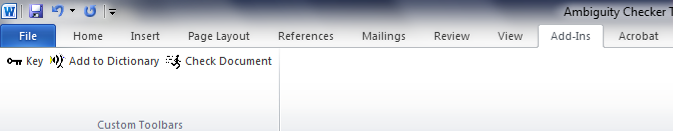 W
Ambiguity Checker T
File Home Insert Page Layout References Mailings Review View Add-Ins Acrobat
Key Add to Dictionary Check Document
Custom Toolbars